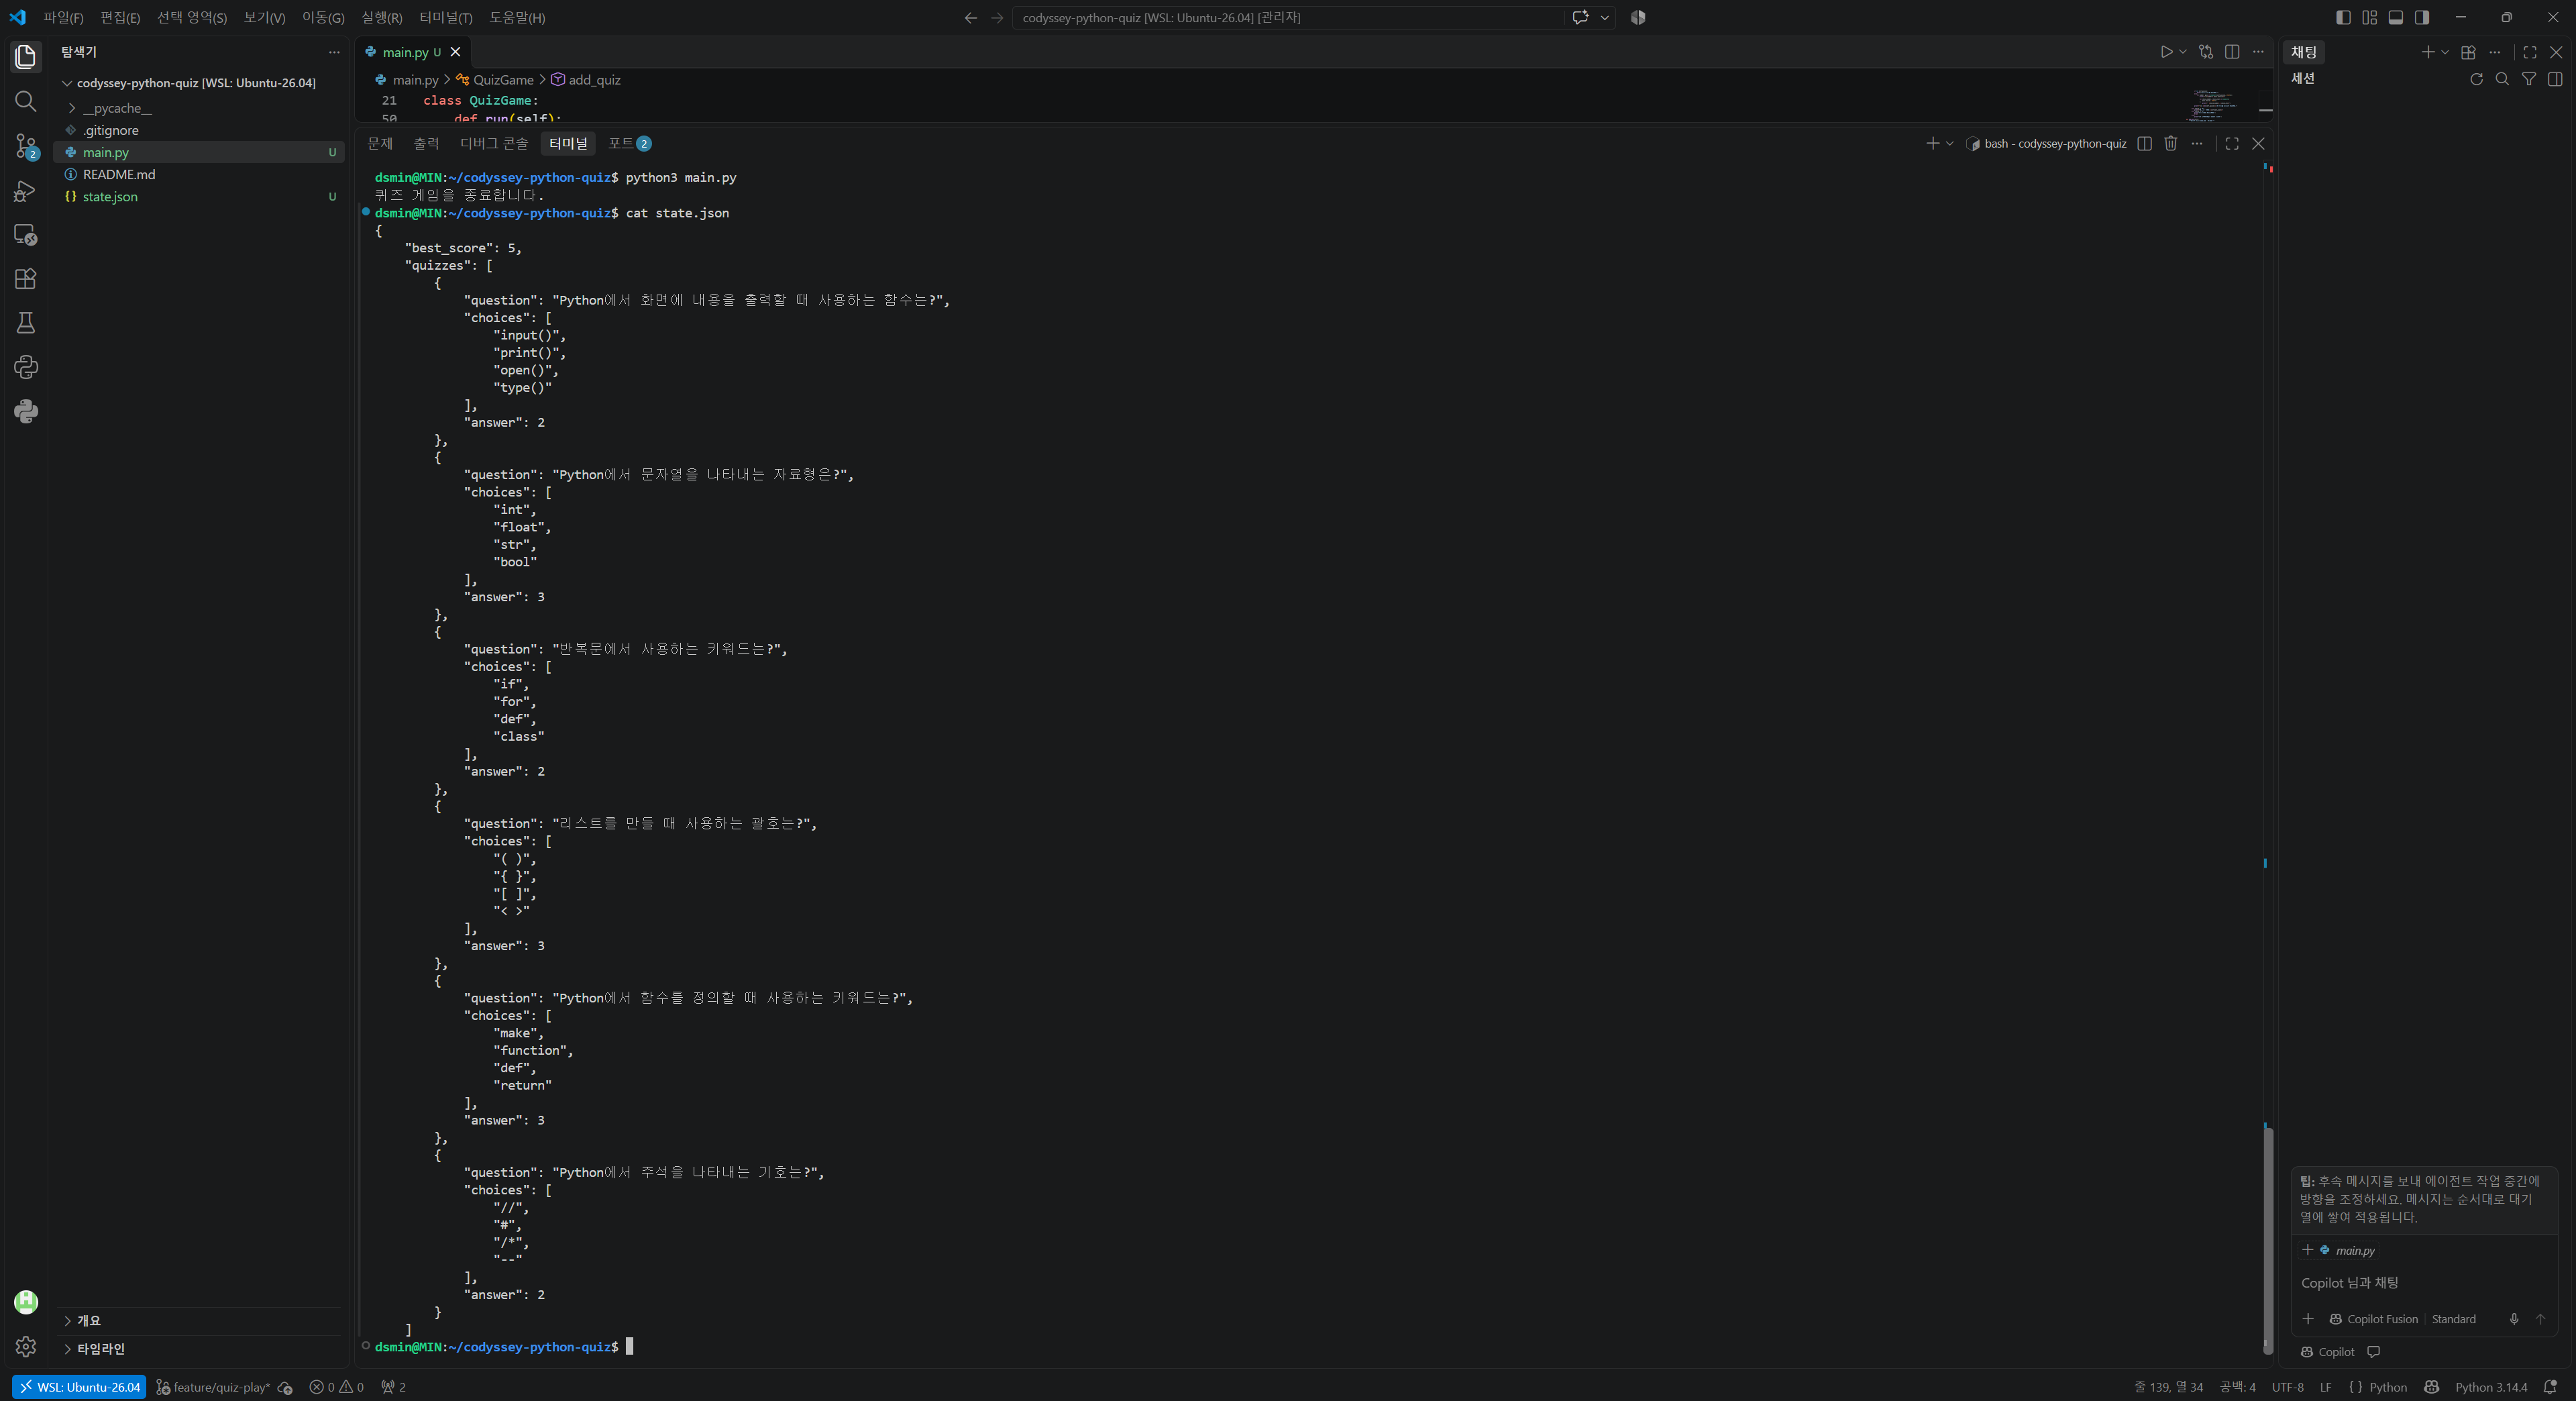 파일(F) 편집(E) 선택 영역(S) 보기(V) 이동(G) 실행(R) 터미널(T) 도움말(H)
codyssey-python-quiz [WSL: Ubuntu-26.04] [관리자]
탐색기
codyssey-python-quiz [WSL: Ubuntu-26.04]
__pycache__
.gitignore
main.py U
README.md
state.json U
개요
타임라인
main.py U
main.py > QuizGame > add_quiz
21 class QuizGame:
50 def run(self):
문제 출력 디버그 콘솔 터미널 포트 2
bash - codyssey-python-quiz
dsmin@MIN:~/codyssey-python-quiz$ python3 main.py
퀴즈 게임을 종료합니다.
dsmin@MIN:~/codyssey-python-quiz$ cat state.json
{
    "best_score": 5,
    "quizzes": [
        {
            "question": "Python에서 화면에 내용을 출력할 때 사용하는 함수는?",
            "choices": [
                "input()",
                "print()",
                "open()",
                "type()"
            ],
            "answer": 2
        },
        {
            "question": "Python에서 문자열을 나타내는 자료형은?",
            "choices": [
                "int",
                "float",
                "str",
                "bool"
            ],
            "answer": 3
        },
        {
            "question": "반복문에서 사용하는 키워드는?",
            "choices": [
                "if",
                "for",
                "def",
                "class"
            ],
            "answer": 2
        },
        {
            "question": "리스트를 만들 때 사용하는 괄호는?",
            "choices": [
                "( )",
                "{ }",
                "[ ]",
                "< >"
            ],
            "answer": 3
        },
        {
            "question": "Python에서 함수를 정의할 때 사용하는 키워드는?",
            "choices": [
                "make",
                "function",
                "def",
                "return"
            ],
            "answer": 3
        },
        {
            "question": "Python에서 주석을 나타내는 기호는?",
            "choices": [
                "//",
                "#",
                "/*",
                "--"
            ],
            "answer": 2
        }
    ]
dsmin@MIN:~/codyssey-python-quiz$
채팅
세션
팁: 후속 메시지를 보내 에이전트 작업 중간에
방향을 조정하세요. 메시지는 순서대로 대기
열에 쌓여 적용됩니다.
main.py
Copilot 님과 채팅
Copilot Fusion Standard
Copilot
2
WSL: Ubuntu-26.04 feature/quiz-play* 0 0 2
줄 139, 열 34 공백: 4 UTF-8 LF { } Python Python 3.14.4